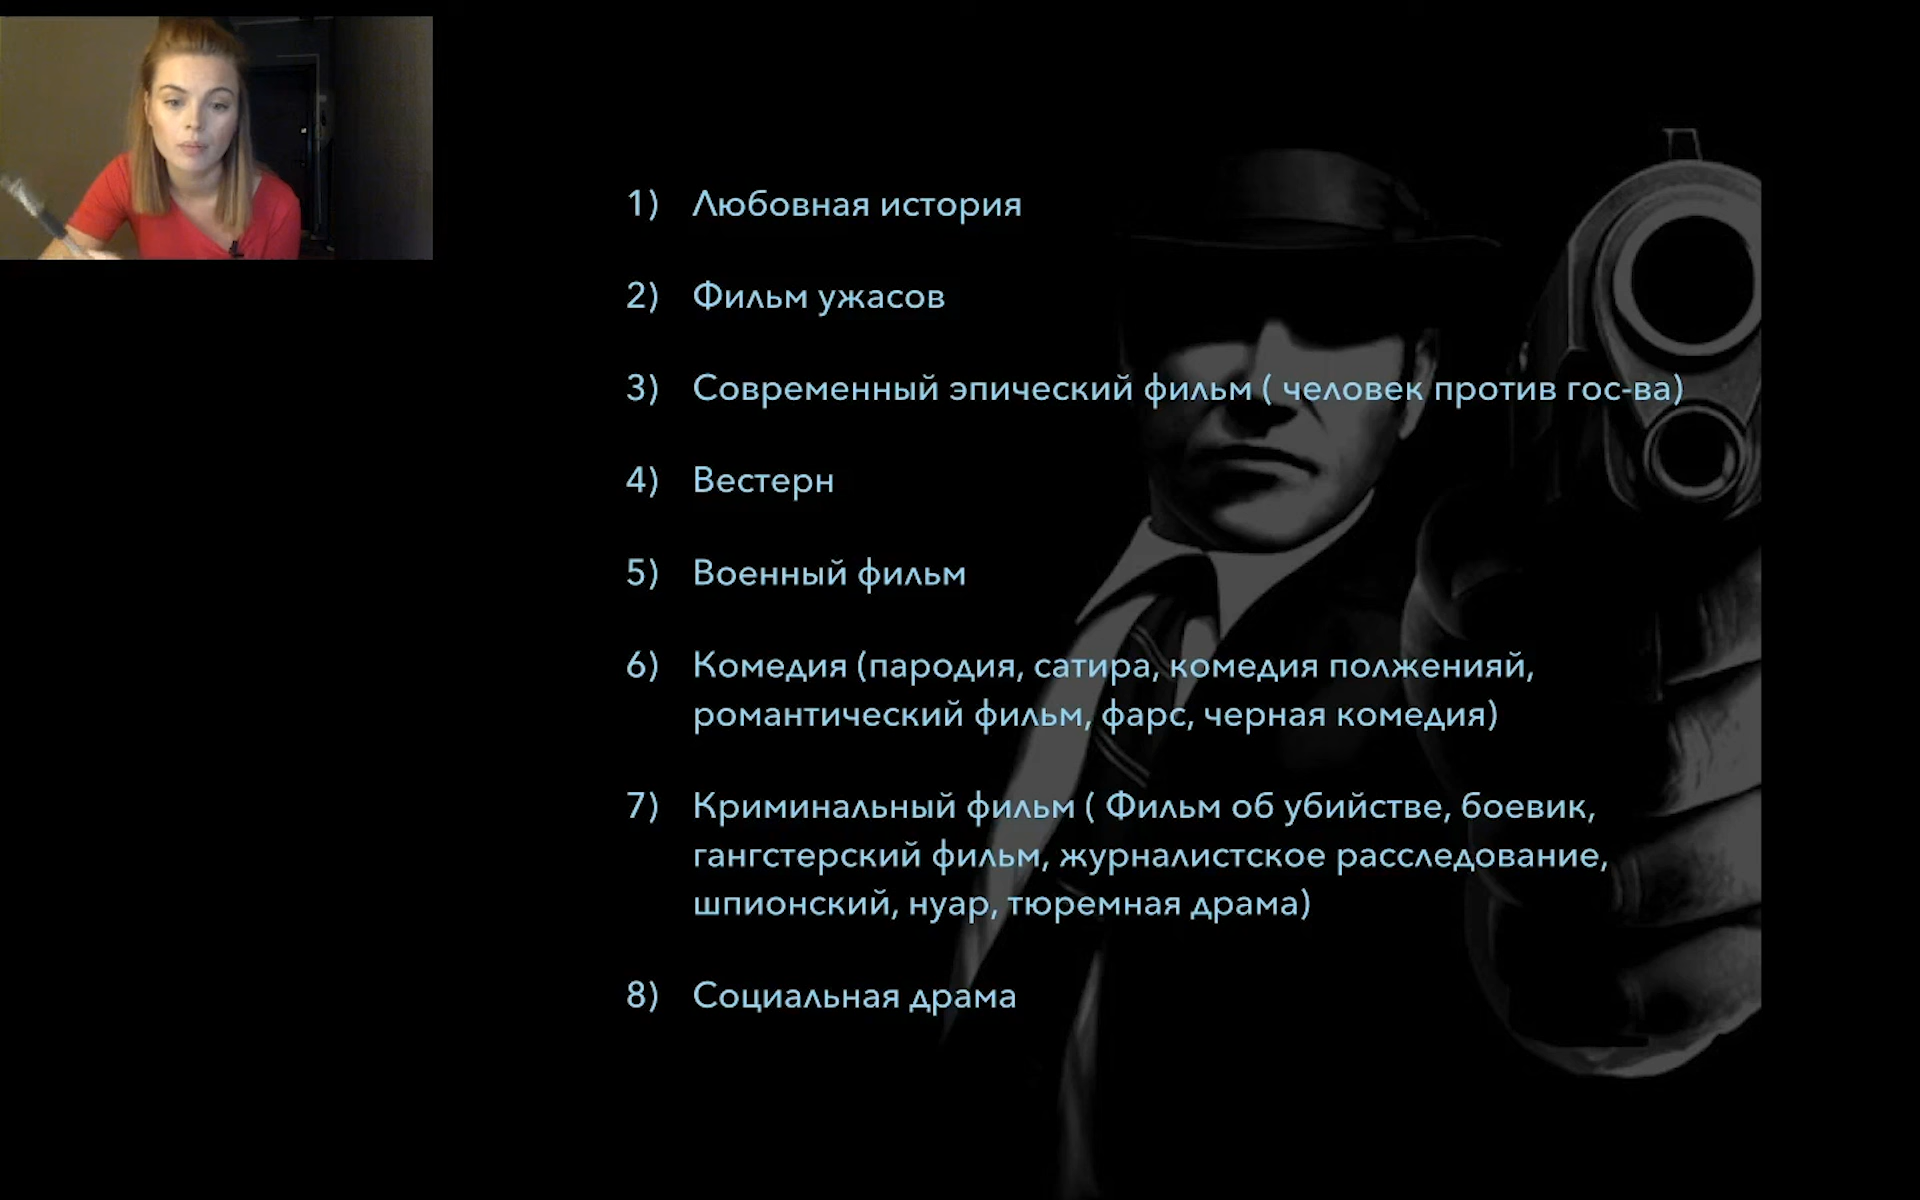 1) Любовная история
2) Фильм ужасов
3) Современный эпический фильм ( человек против гос-ва)
4) Вестерн
5) Военный фильм
6) Комедия (пародия, сатира, комедия полженияй,
романтический фильм, фарс, черная комедия)
7) Криминальный фильм ( Фильм об убийстве, боевик,
гангстерский фильм, журналистское расследование,
шпионский, нуар, тюремная драма)
8) Социальная драма